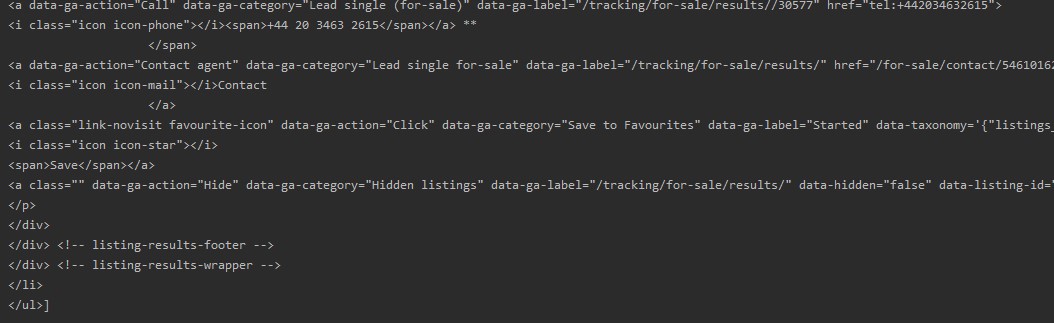 <a data-ga-action="Call" data-ga-category="Lead single (for-sale)" data-ga-label="/tracking/for-sale/results//30577" href="tel:+442034632615">
<i class="icon icon-phone"></i><span>+44 20 3463 2615</span></a> **
</span>
<a data-ga-action="Contact agent" data-ga-category="Lead single for-sale" data-ga-label="/tracking/for-sale/results/" href="/for-sale/contact/54610162
<i class="icon icon-mail"></i>Contact
</a>
<a class="link-novisit favourite-icon" data-ga-action="Click" data-ga-category="Save to Favourites" data-ga-label="Started" data-taxonomy='{"listings_
<i class="icon icon-star"></i>
<span>Save</span></a>
<a class="" data-ga-action="Hide" data-ga-category="Hidden listings" data-ga-label="/tracking/for-sale/results/" data-hidden="false" data-listing-id="
</p>
</div>
</div> <!-- listing-results-footer -->
</div> <!-- listing-results-wrapper -->
</li>
</ul>]